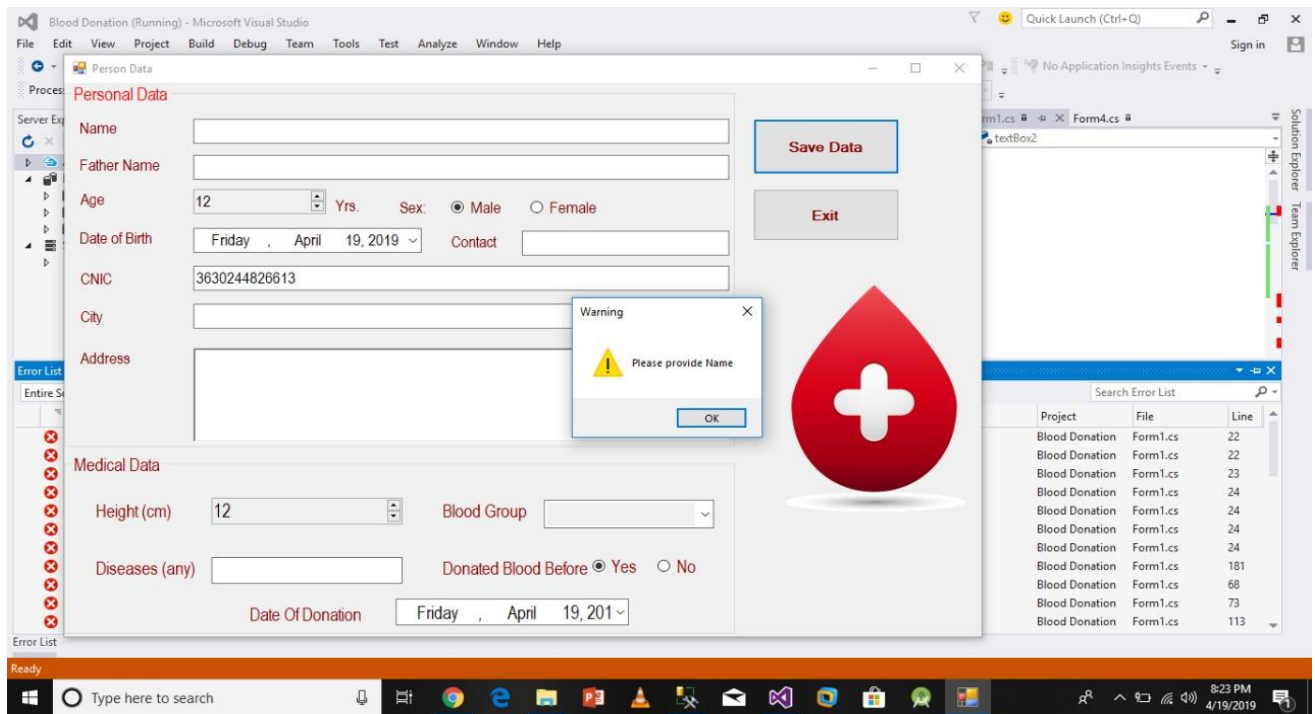 Blood Donation (Running) - Microsoft Visual Studio
Quick Launch (Ctrl+Q)
File Edit View Project Build Debug Team Tools Test Analyze Window Help
Sign in
Person Data
No Application Insights Events
Proces
Personal Data
Server Exp
Form4.cs
textBox2
Solution Explorer
Team Explorer
Name
Save Data
Father Name
Age 12 Yrs. Sex: Male Female
Exit
Date of Birth Friday , April 19, 2019 Contact
CNIC 3630244826613
City
Warning
Please provide Name
OK
Address
Error List
Entire So
Search Error List
Project File Line
Blood Donation Form1.cs 22
Blood Donation Form1.cs 22
Blood Donation Form1.cs 23
Blood Donation Form1.cs 24
Blood Donation Form1.cs 24
Blood Donation Form1.cs 24
Blood Donation Form1.cs 24
Blood Donation Form1.cs 181
Blood Donation Form1.cs 68
Blood Donation Form1.cs 73
Blood Donation Form1.cs 113
Medical Data
Height (cm) 12 Blood Group
Diseases (any) Donated Blood Before Yes No
Date Of Donation Friday , April 19, 201
Error List
Ready
Type here to search
8:23 PM
4/19/2019